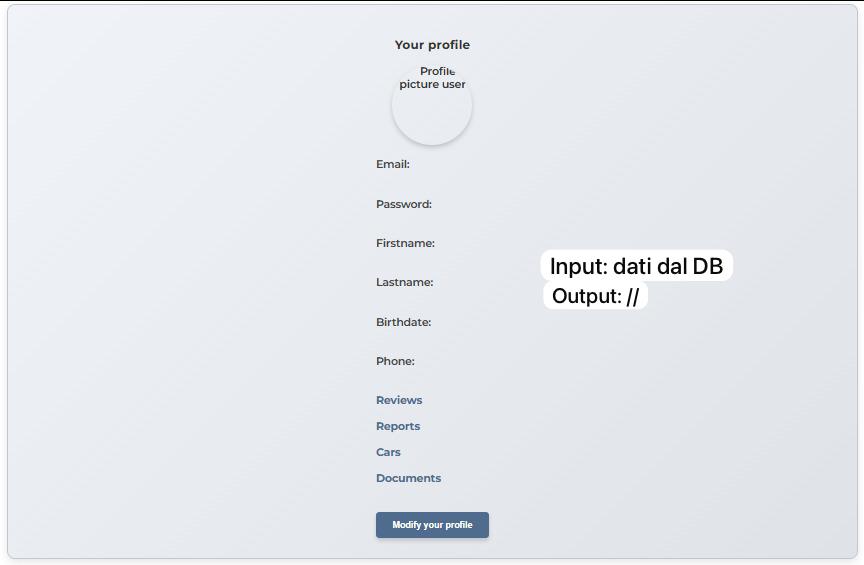 Your profile
Profile
picture user
Email:
Password:
Firstname:
Input: dati dal DB
Lastname:
Output: //
Birthdate:
Phone:
Reviews
Reports
Cars
Documents
Modify your profile